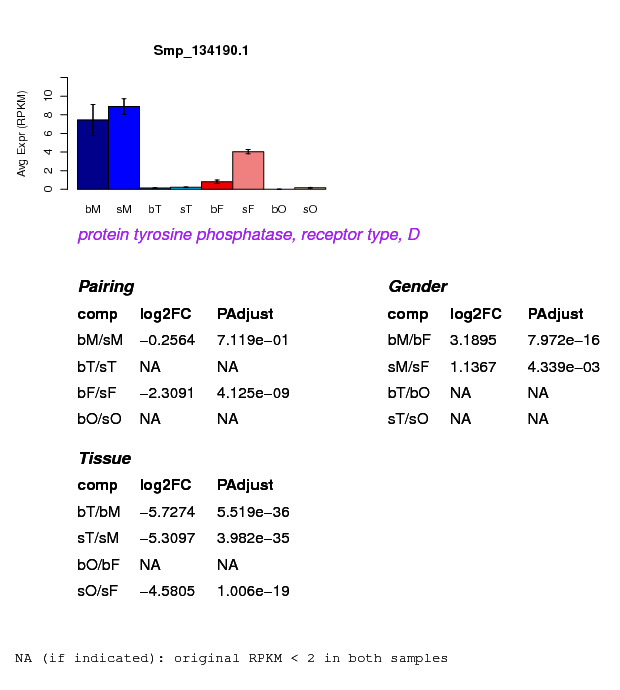 Smp_134190.1
Avg Expr (RPKM)
0 2 4 6 8 10
bM sM bT sT bF sF bO sO
protein tyrosine phosphatase, receptor type, D
Pairing
comp log2FC PAdjust
bM/sM −0.2564 7.119e−01
bT/sT NA NA
bF/sF −2.3091 4.125e−09
bO/sO NA NA
Gender
comp log2FC PAdjust
bM/bF 3.1895 7.972e−16
sM/sF 1.1367 4.339e−03
bT/bO NA NA
sT/sO NA NA
Tissue
comp log2FC PAdjust
bT/bM −5.7274 5.519e−36
sT/sM −5.3097 3.982e−35
bO/bF NA NA
sO/sF −4.5805 1.006e−19
NA (if indicated): original RPKM < 2 in both samples